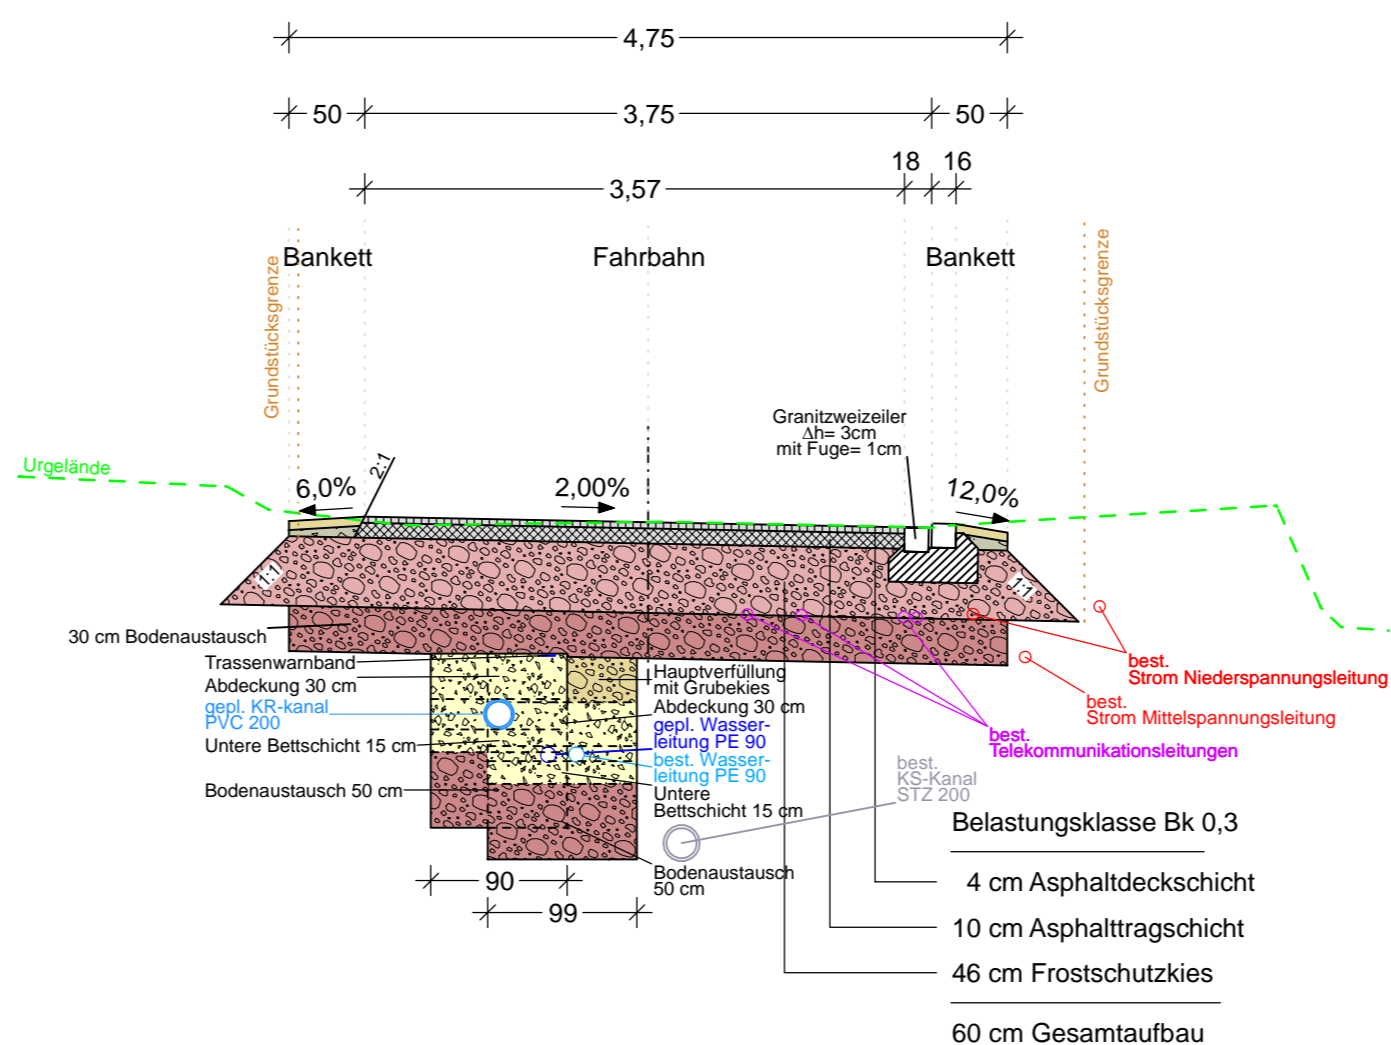 4,75
50
3,75
50
18
16
3,57
Bankett
Fahrbahn
Bankett
Grundstücksgrenze
Grundstücksgrenze
Granitzweizeiler
Δh= 3cm
mit Fuge= 1cm
Urgelände
6,0%
2:1
2,00%
12,0%
1:1
1:1
30 cm Bodenaustausch
Trassenwarnband
Abdeckung 30 cm
gepl. KR-kanal
PVC 200
Untere Bettschicht 15 cm
Bodenaustausch 50 cm
Hauptverfüllung
mit Grubekies
Abdeckung 30 cm
gepl. Wasser-
leitung PE 90
best. Wasser-
leitung PE 90
Untere
Bettschicht 15 cm
Bodenaustausch
50 cm
best.
KS-Kanal
STZ 200
best.
Strom Niederspannungsleitung
best.
Strom Mittelspannungsleitung
best.
Telekommunikationsleitungen
90
99
Belastungsklasse Bk 0,3
4 cm Asphaltdeckschicht
10 cm Asphalttragschicht
46 cm Frostschutzkies
60 cm Gesamtaufbau